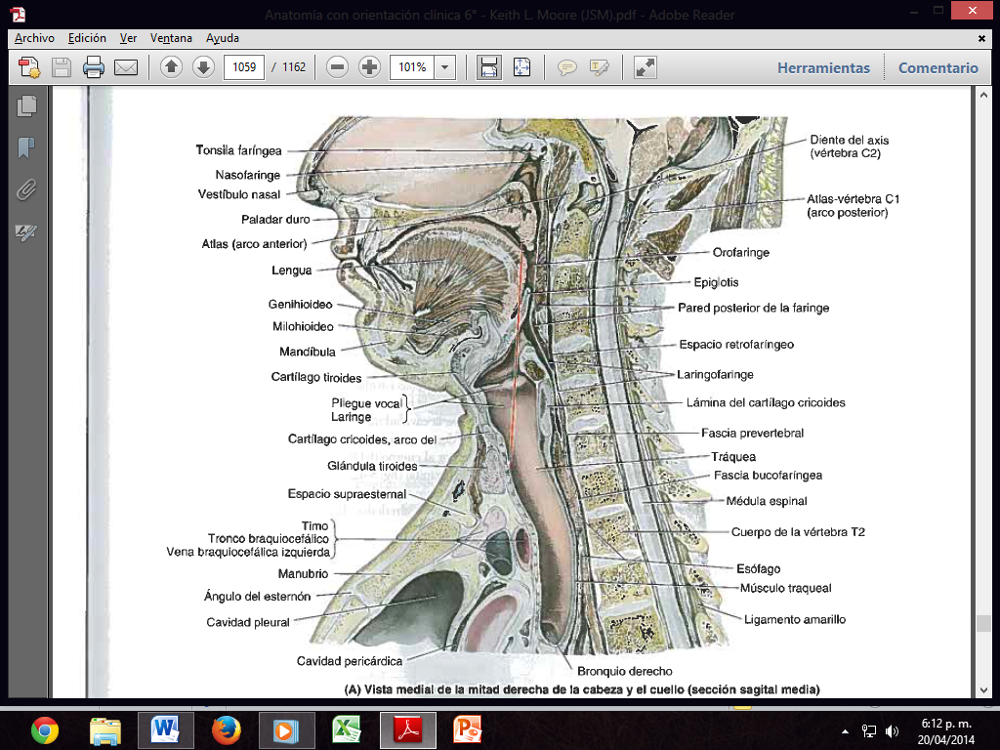 Anatomía con orientación clínica 6° - Keith L. Moore (JSM).pdf - Adobe Reader
Archivo Edición Ver Ventana Ayuda
1059 / 1162
101%
Herramientas
Comentario
Tonsila faríngea
Nasofaringe
Vestíbulo nasal
Paladar duro
Atlas (arco anterior)
Lengua
Genihioideo
Milohioideo
Mandíbula
Cartílago tiroides
Pliegue vocal
Laringe
Cartílago cricoides, arco del
Glándula tiroides
Espacio supraesternal
Timo
Tronco braquiocefálico
Vena braquiocefálica izquierda
Manubrio
Ángulo del esternón
Cavidad pleural
Cavidad pericárdica
Diente del axis
(vértebra C2)
Atlas-vértebra C1
(arco posterior)
Orofaringe
Epiglotis
Pared posterior de la faringe
Espacio retrofaríngeo
Laringofaringe
Lámina del cartílago cricoides
Fascia prevertebral
Tráquea
Fascia bucofaríngea
Médula espinal
Cuerpo de la vértebra T2
Esófago
Músculo traqueal
Ligamento amarillo
Bronquio derecho
(A) Vista medial de la mitad derecha de la cabeza y el cuello (sección sagital media)
6:12 p. m.
20/04/2014